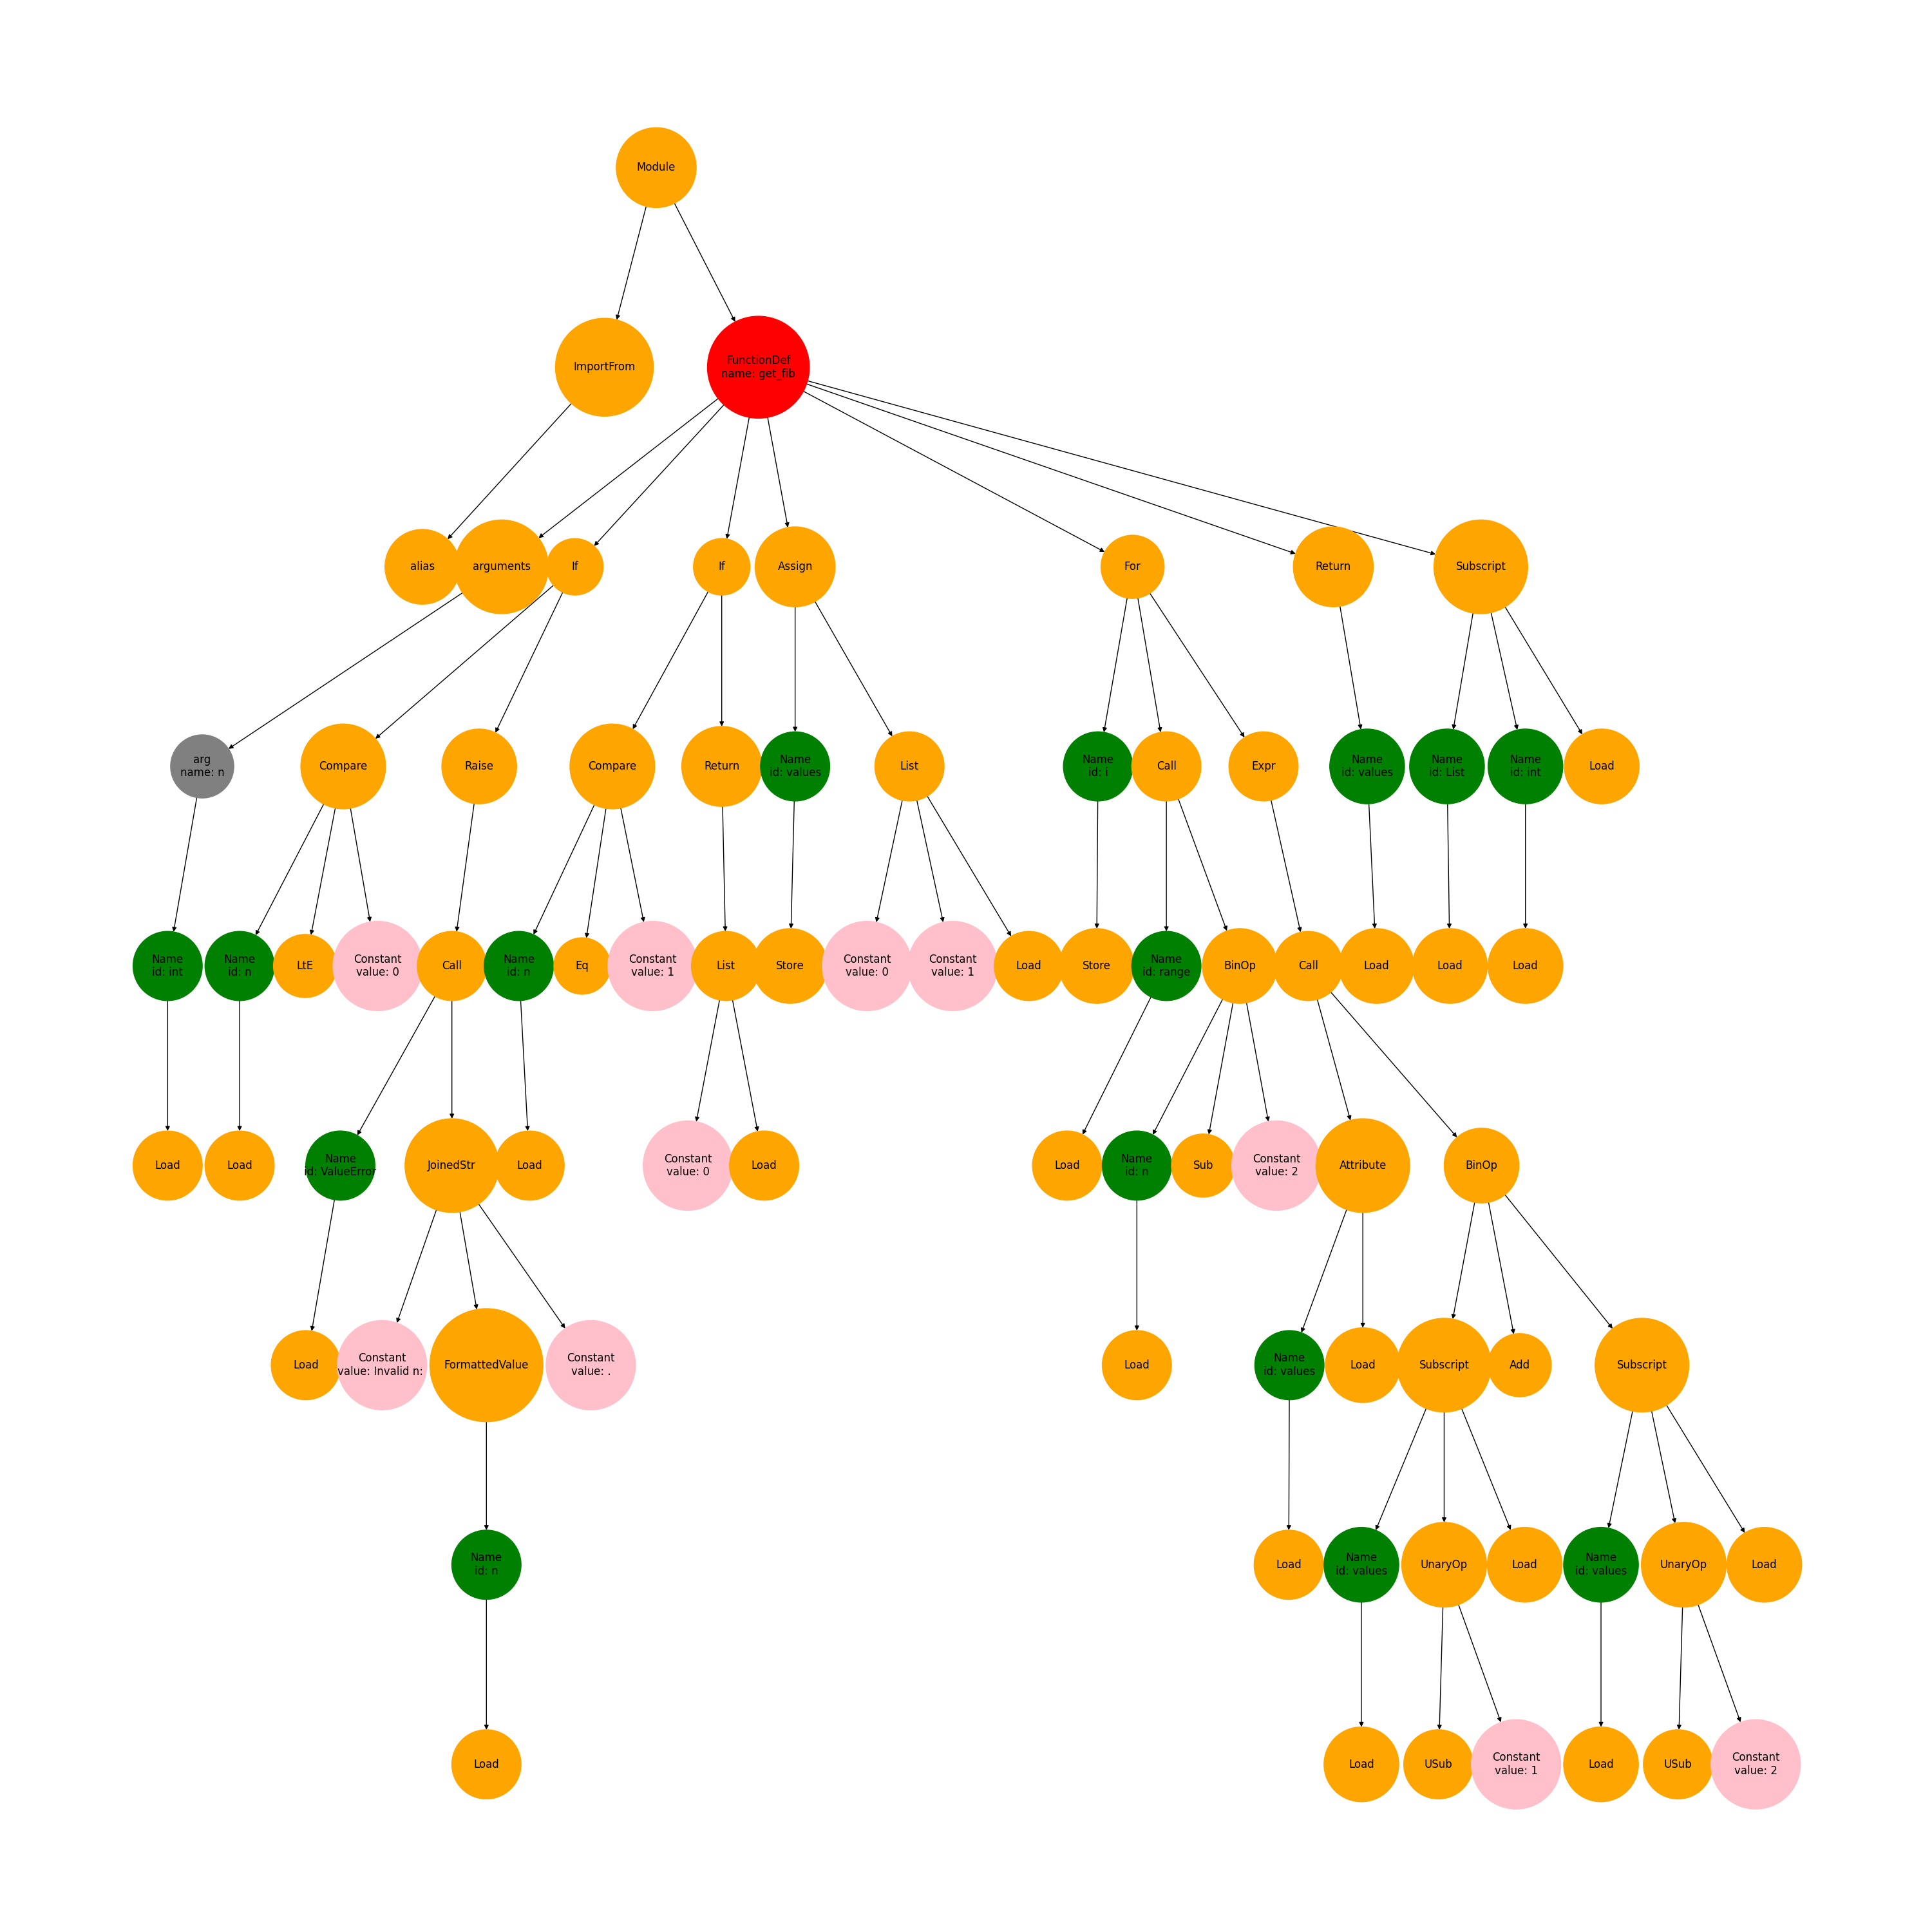 Module
ImportFrom
FunctionDef
name: get_fib
alias
arguments
If
If
Assign
For
Return
Subscript
arg
name: n
Compare
Raise
Compare
Return
Name
id: values
List
Name
id: i
Call
Expr
Name
id: values
Name
id: List
Name
id: int
Load
Name
id: int
Name
id: n
LtE
Constant
value: 0
Call
Name
id: n
Eq
Constant
value: 1
List
Store
Constant
value: 0
Constant
value: 1
Load
Store
Name
id: range
BinOp
Call
Load
Load
Load
Load
Load
Name
id: ValueError
JoinedStr
Load
Constant
value: 0
Load
Load
Name
id: n
Sub
Constant
value: 2
Attribute
BinOp
Load
Constant
value: Invalid n:
FormattedValue
Constant
value: .
Load
Name
id: values
Load
Subscript
Add
Subscript
Name
id: n
Load
Name
id: values
UnaryOp
Load
Name
id: values
UnaryOp
Load
Load
Load
USub
Constant
value: 1
Load
USub
Constant
value: 2